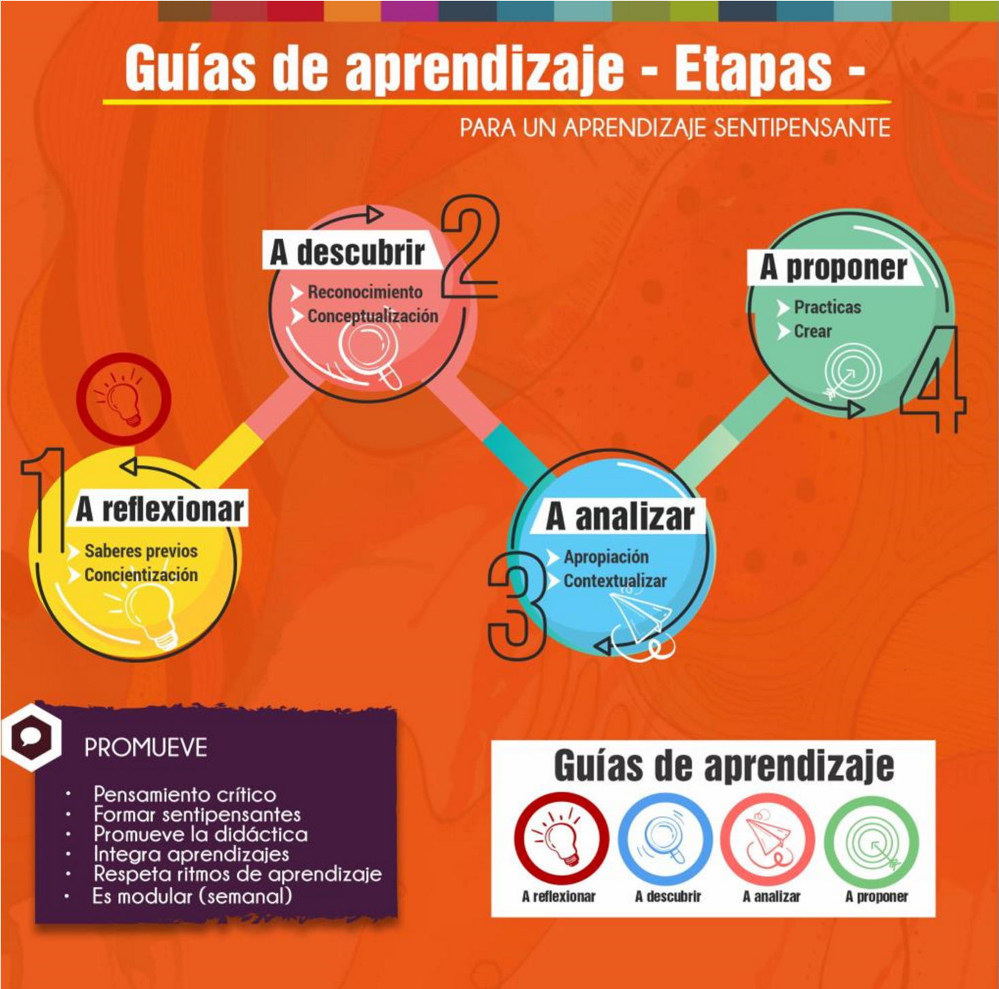 Guías de aprendizaje - Etapas -
PARA UN APRENDIZAJE SENTIPENSANTE
1
A reflexionar
Saberes previos
Concientización
2
A descubrir
Reconocimiento
Conceptualización
3
A analizar
Apropiación
Contextualizar
4
A proponer
Practicas
Crear
PROMUEVE
• Pensamiento crítico
• Formar sentipensantes
• Promueve la didáctica
• Integra aprendizajes
• Respeta ritmos de aprendizaje
• Es modular (semanal)
Guías de aprendizaje
A reflexionar
A descubrir
A analizar
A proponer